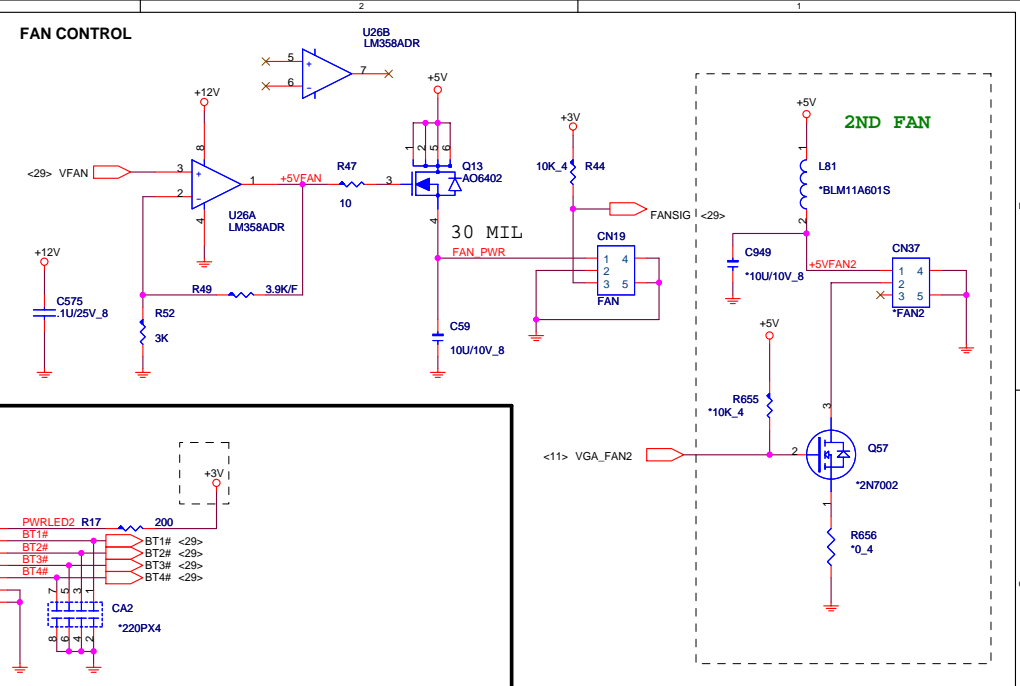 2
1
FAN CONTROL
U26B
LM358ADR
5
+
6
-
7
+12V
8
<29> VFAN
3
+
2
-
1
4
U26A
LM358ADR
+5VFAN
R47
10
+5V
1
2
5
6
3
4
Q13
AO6402
30 MIL
FAN_PWR
+3V
10K_4
R44
FANSIG <29>
CN19
1 4
2
3 5
FAN
+12V
C575
.1U/25V_8
R49
3.9K/F
R52
3K
C59
10U/10V_8
2ND FAN
+5V
1
L81
*BLM11A601S
2
C949
*10U/10V_8
+5VFAN2
CN37
1 4
2
3 5
*FAN2
+5V
R655
*10K_4
<11> VGA_FAN2
3
2
1
Q57
*2N7002
R656
*0_4
+3V
PWRLED2 R17 200
BT1# BT1# <29>
BT2# BT2# <29>
BT3# BT3# <29>
BT4# BT4# <29>
7
5
3
1
CA2
*220PX4
8
6
4
2